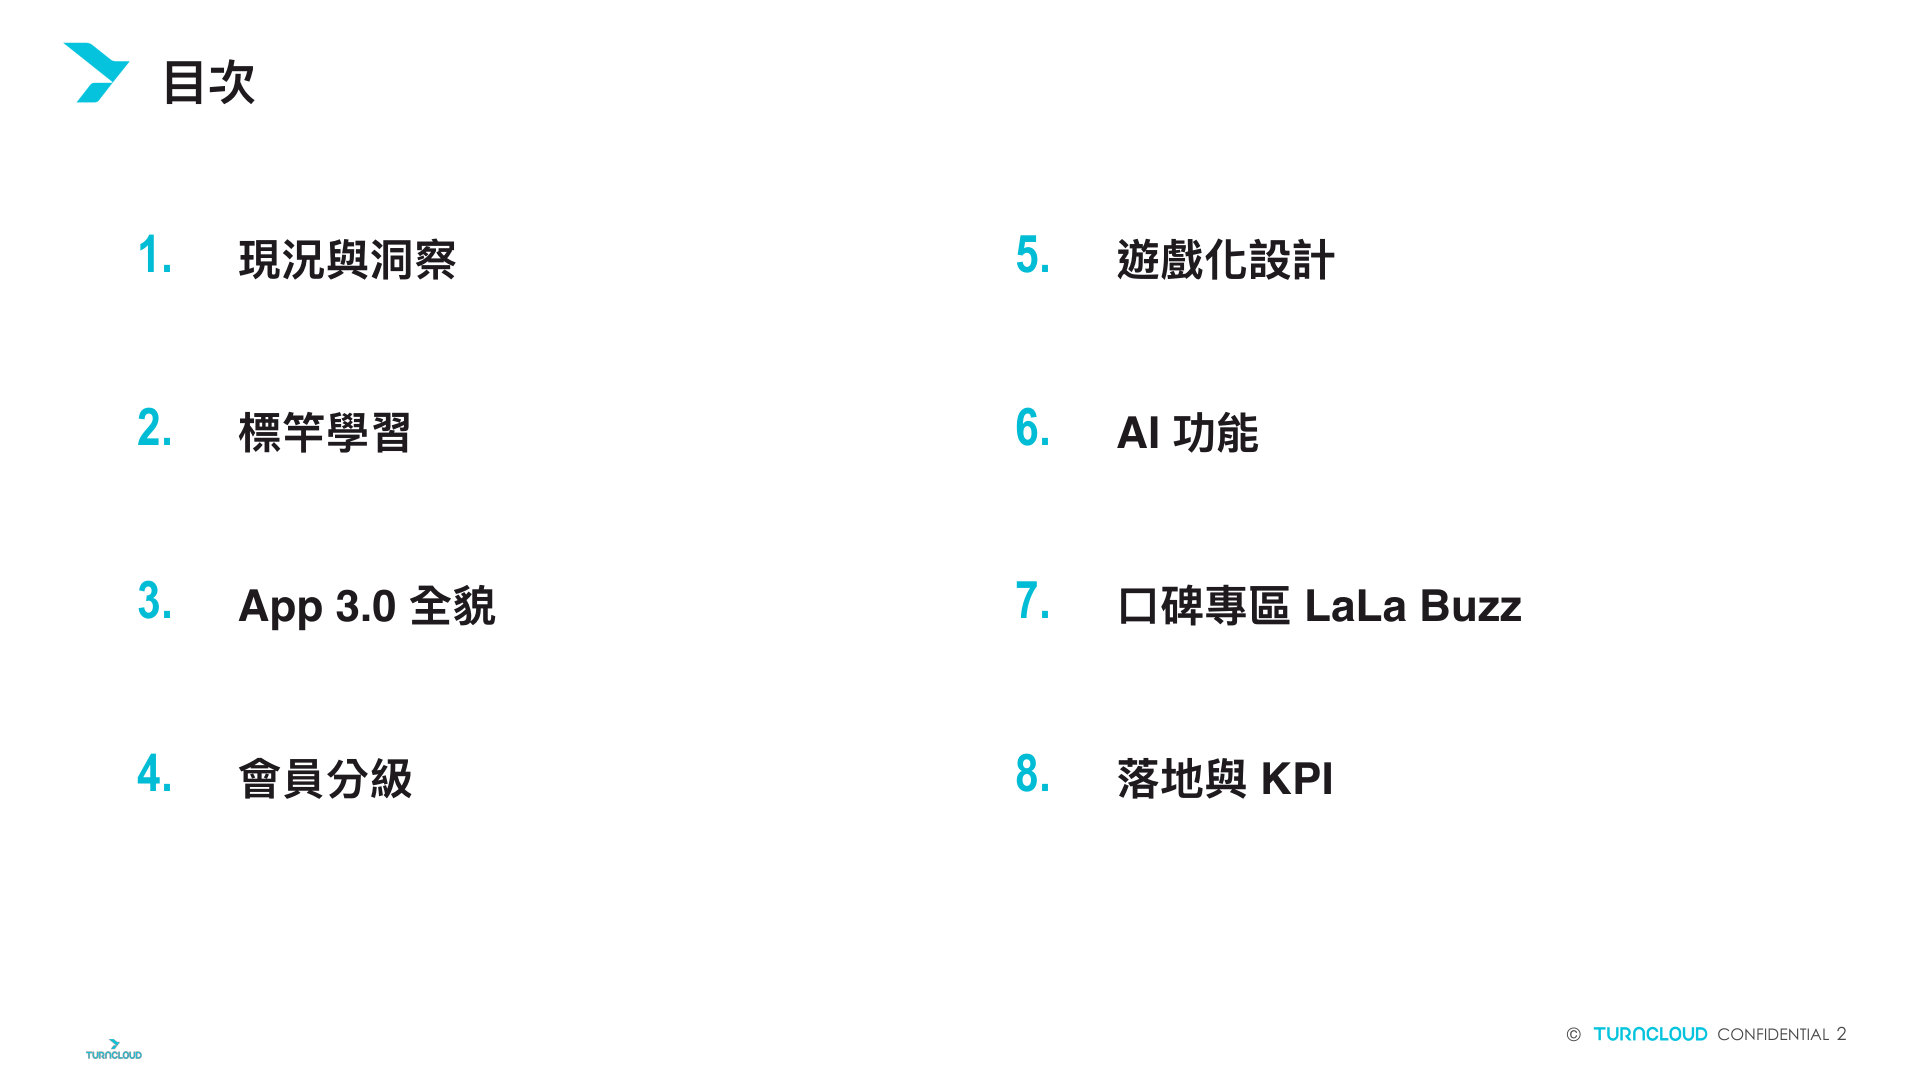 目次
1. 現況與洞察
2. 標竿學習
3. App 3.0 全貌
4. 會員分級
5. 遊戲化設計
6. AI 功能
7. 口碑專區 LaLa Buzz
8. 落地與 KPI
TURNCLOUD
© TURNCLOUD CONFIDENTIAL 2